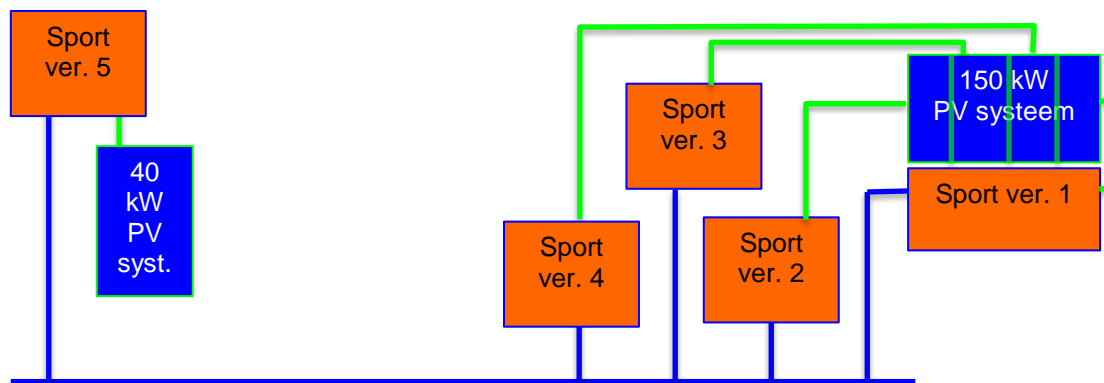 Sport
ver. 5
40
kW
PV
syst.
Sport
ver. 4
Sport
ver. 3
Sport
ver. 2
150 kW
PV systeem
Sport ver. 1